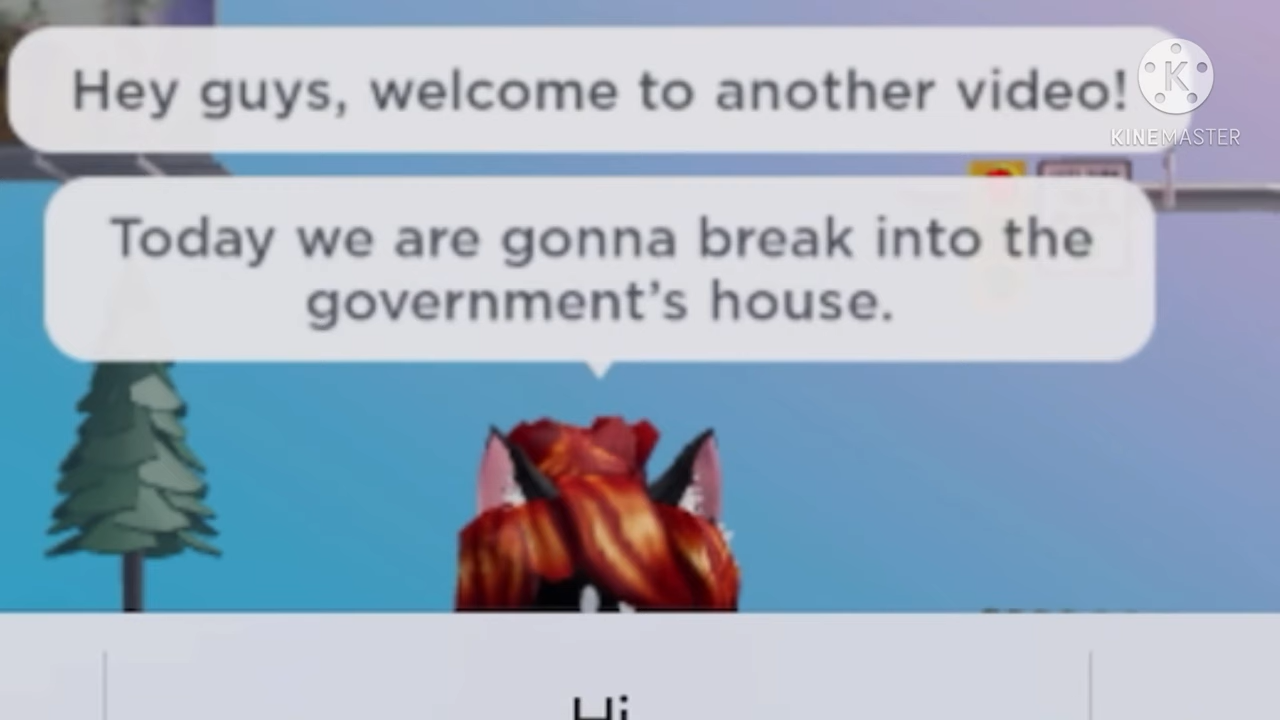 Hey guys, welcome to another video!
KINEMASTER
Today we are gonna break into the
government’s house.
Hi